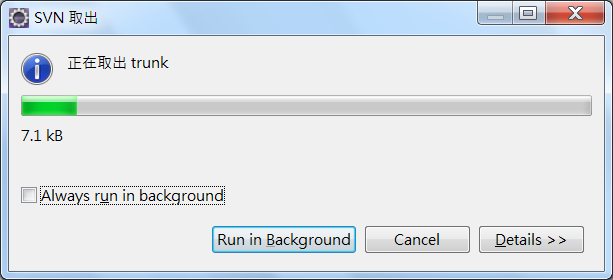 SVN 取出
正在取出 trunk
7.1 kB
Always run in background
Run in Background
Cancel
Details >>